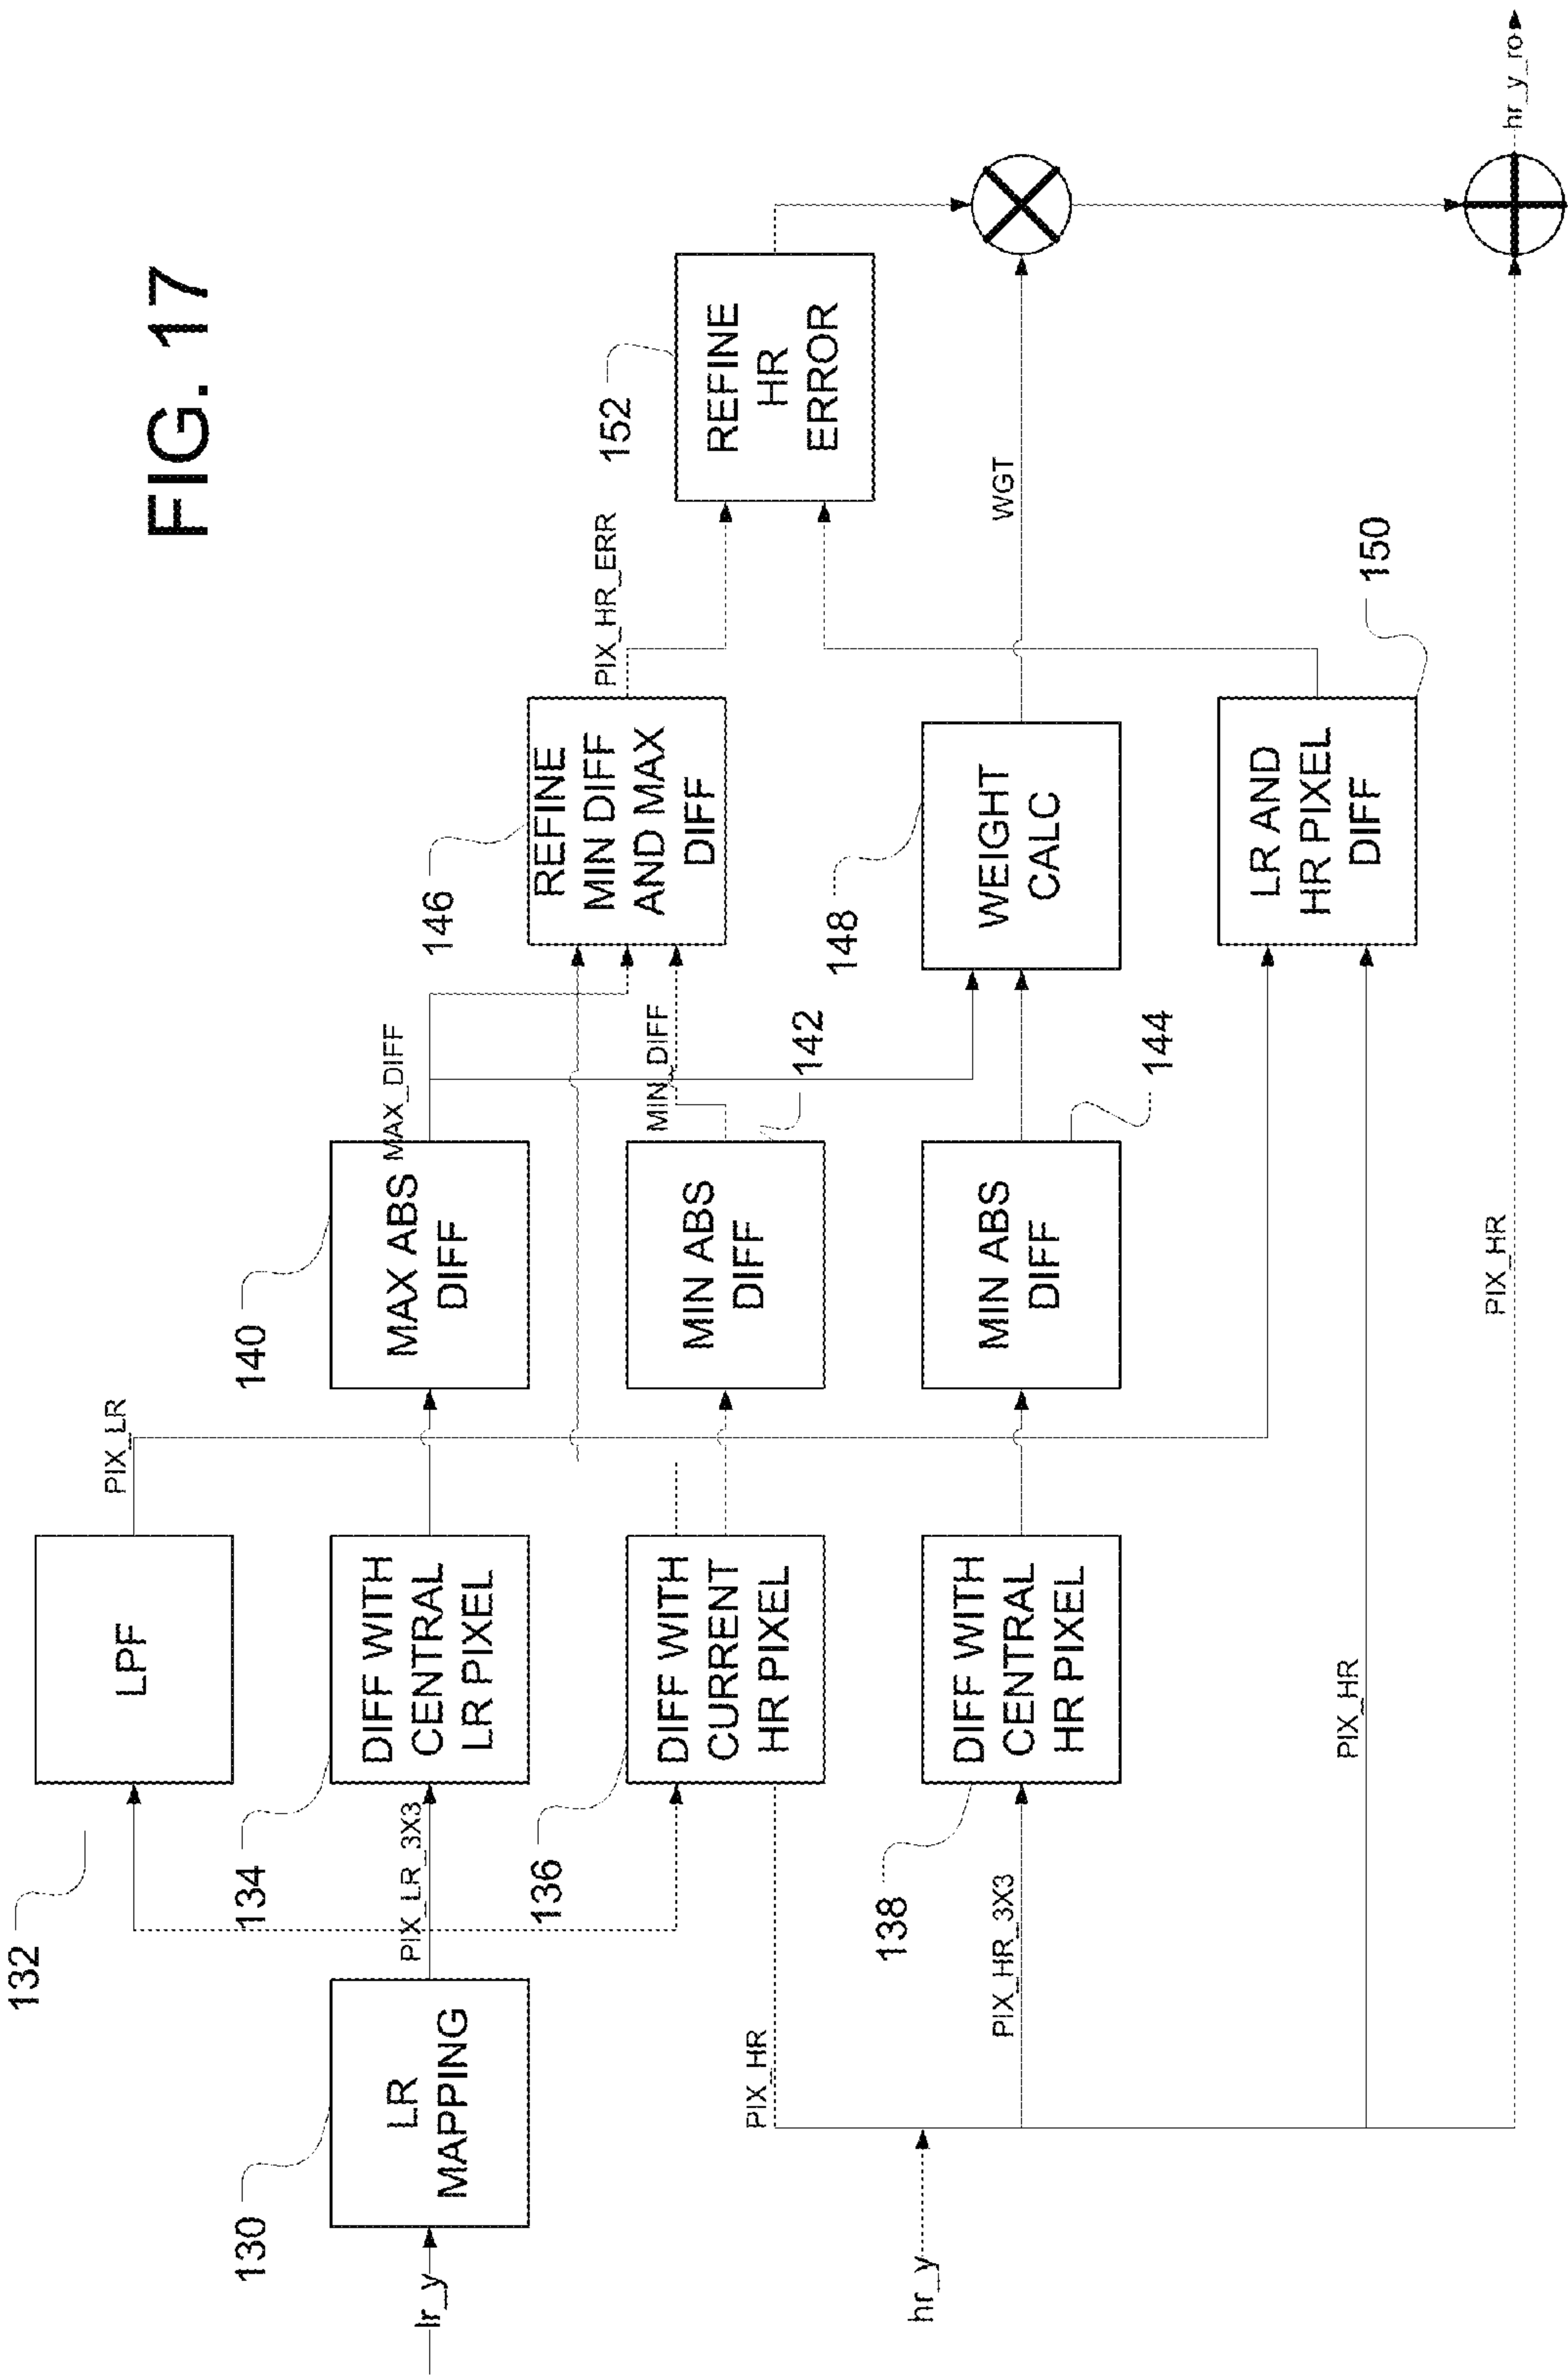 FIG. 17
lr_y
130
LR
MAPPING
PIX_LR_3X3
132
LPF
PIX_LR
134
DIFF WITH
CENTRAL
LR PIXEL
140
MAX ABS
DIFF
MAX_DIFF
136
DIFF WITH
CURRENT
HR PIXEL
PIX_HR
MIN ABS
DIFF
142
MIN_DIFF
146
REFINE
MIN DIFF
AND MAX
DIFF
PIX_HR_ERR
152
REFINE
HR
ERROR
hr_y
PIX_HR_3X3
138
DIFF WITH
CENTRAL
HR PIXEL
MIN ABS
DIFF
144
148
WEIGHT
CALC
WGT
PIX_HR
LR AND
HR PIXEL
DIFF
150
PIX_HR
hr_y_ro